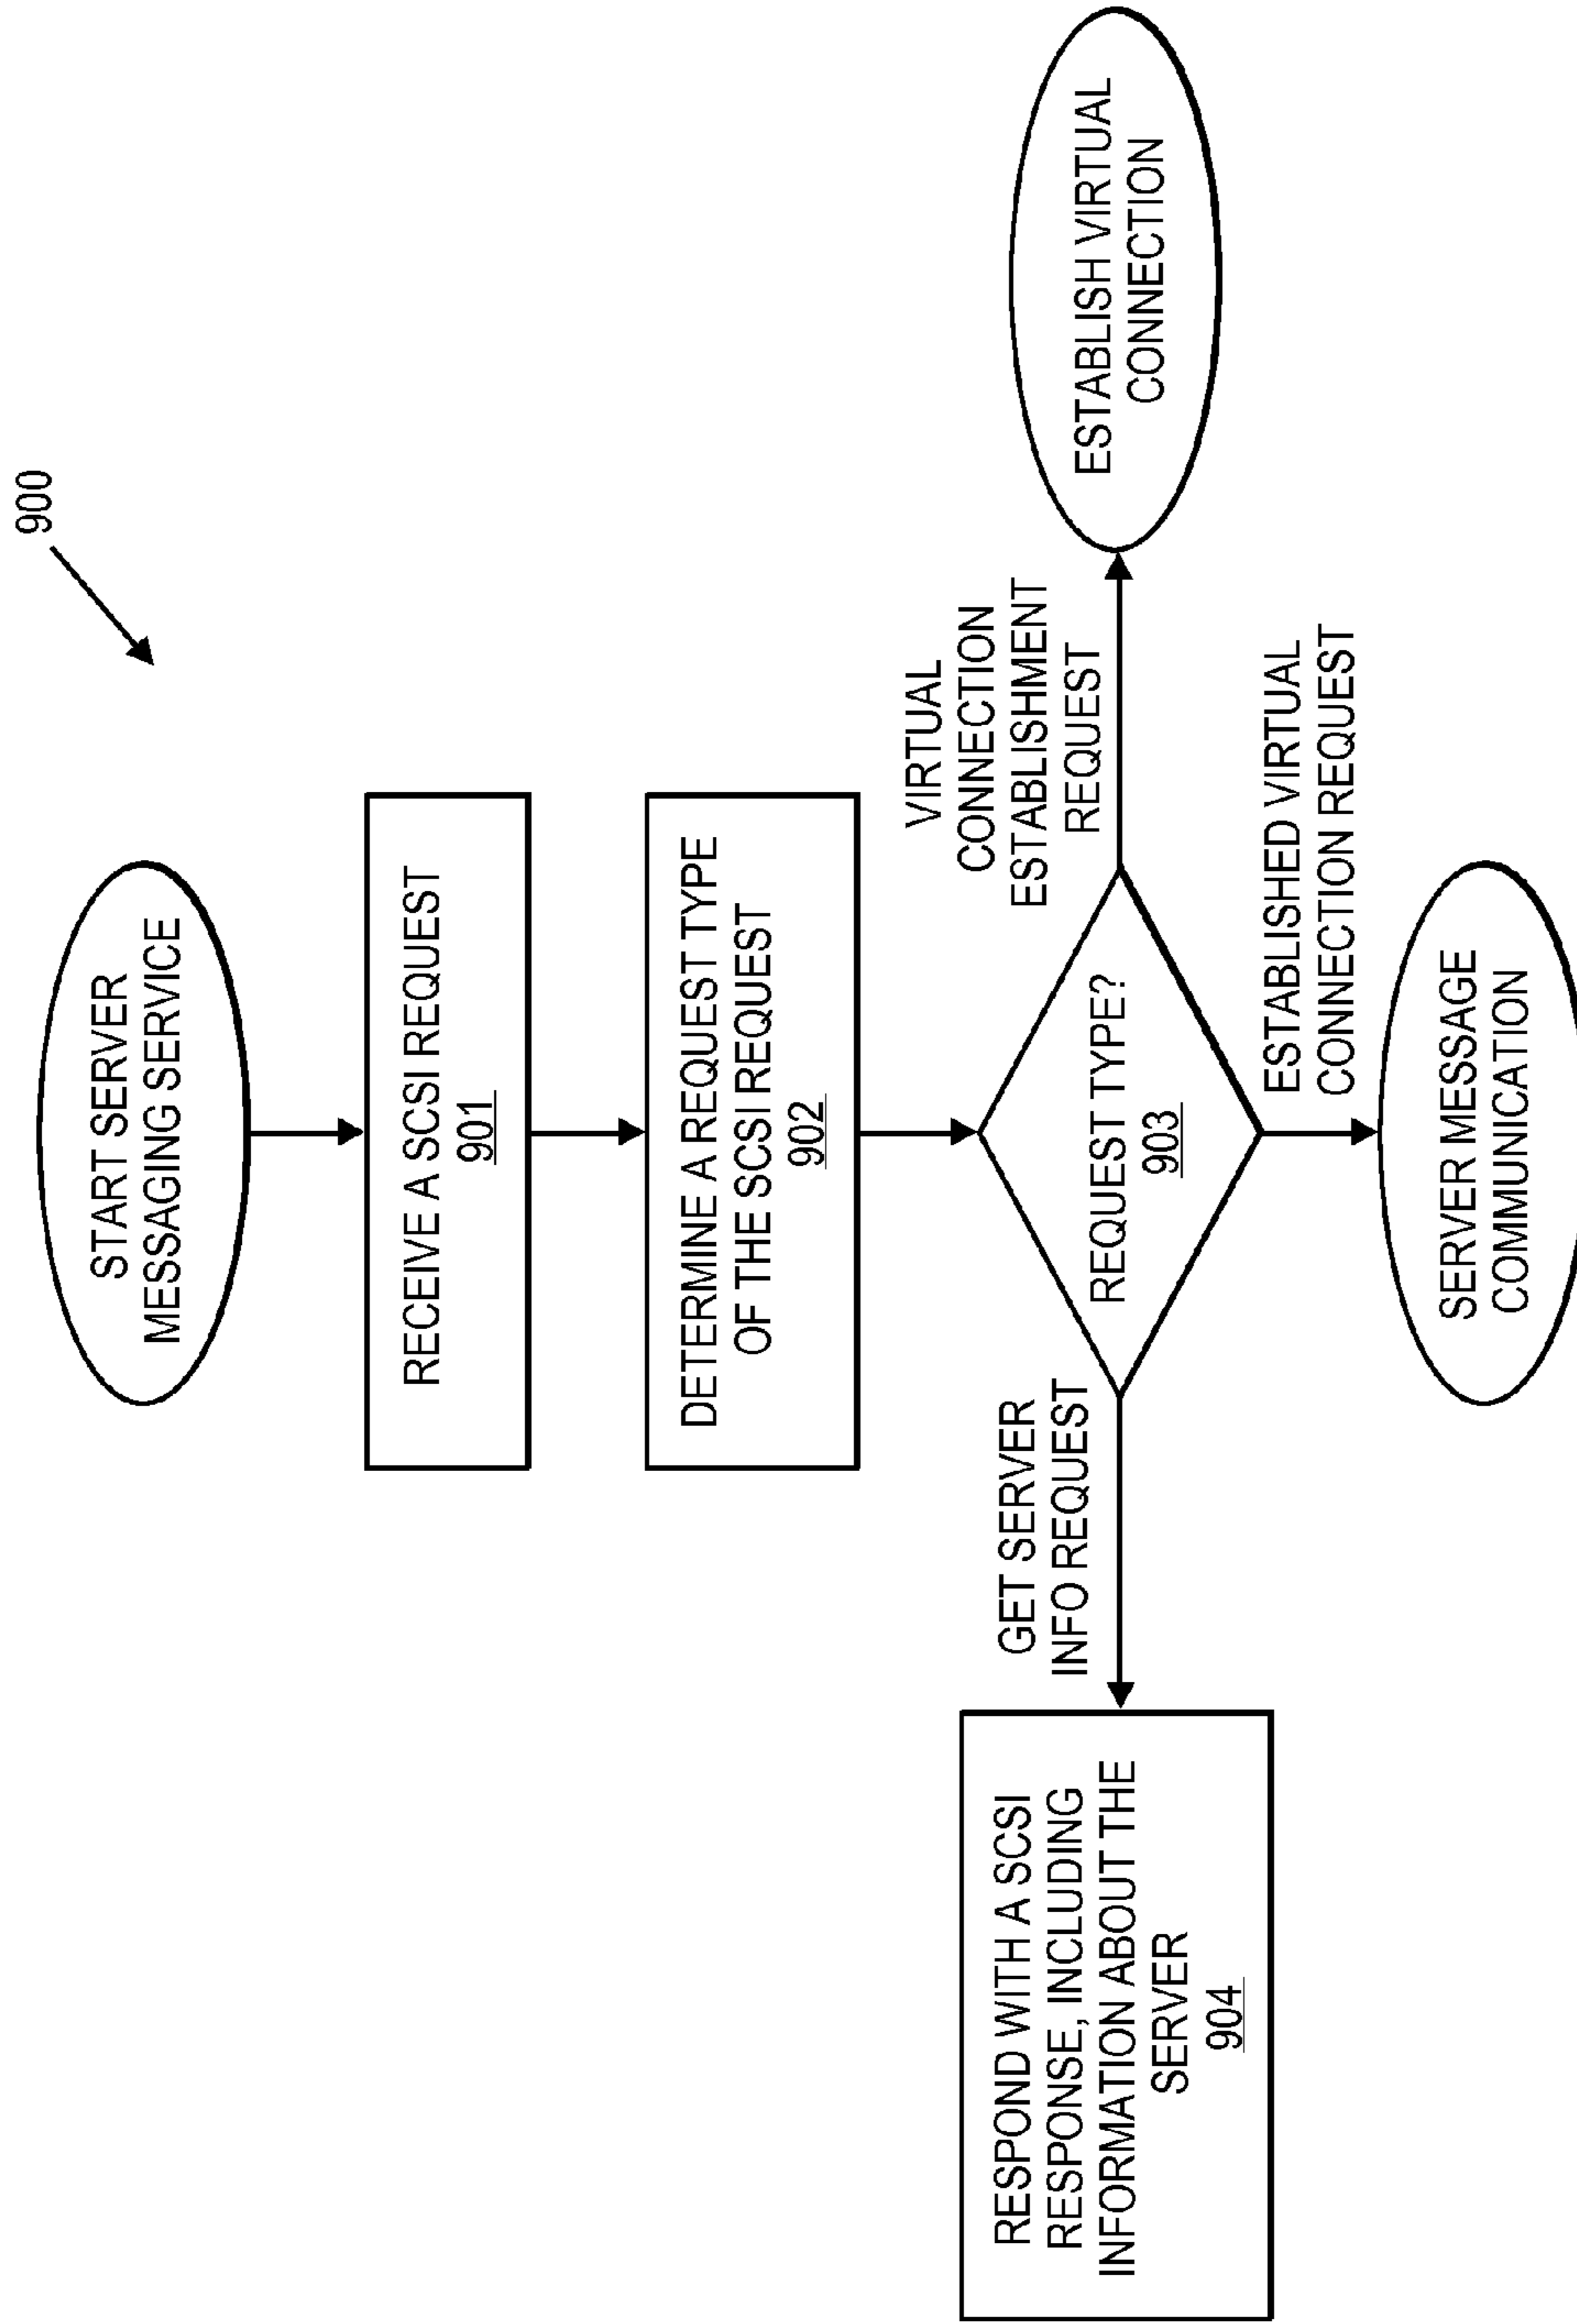 900
START SERVER
MESSAGING SERVICE
RECEIVE A SCSI REQUEST
901
DETERMINE A REQUEST TYPE
OF THE SCSI REQUEST
902
REQUEST TYPE?
903
GET SERVER
INFO REQUEST
RESPOND WITH A SCSI
RESPONSE, INCLUDING
INFORMATION ABOUT THE
SERVER
904
VIRTUAL
CONNECTION
ESTABLISHMENT
REQUEST
ESTABLISH VIRTUAL
CONNECTION
ESTABLISHED VIRTUAL
CONNECTION REQUEST
SERVER MESSAGE
COMMUNICATION